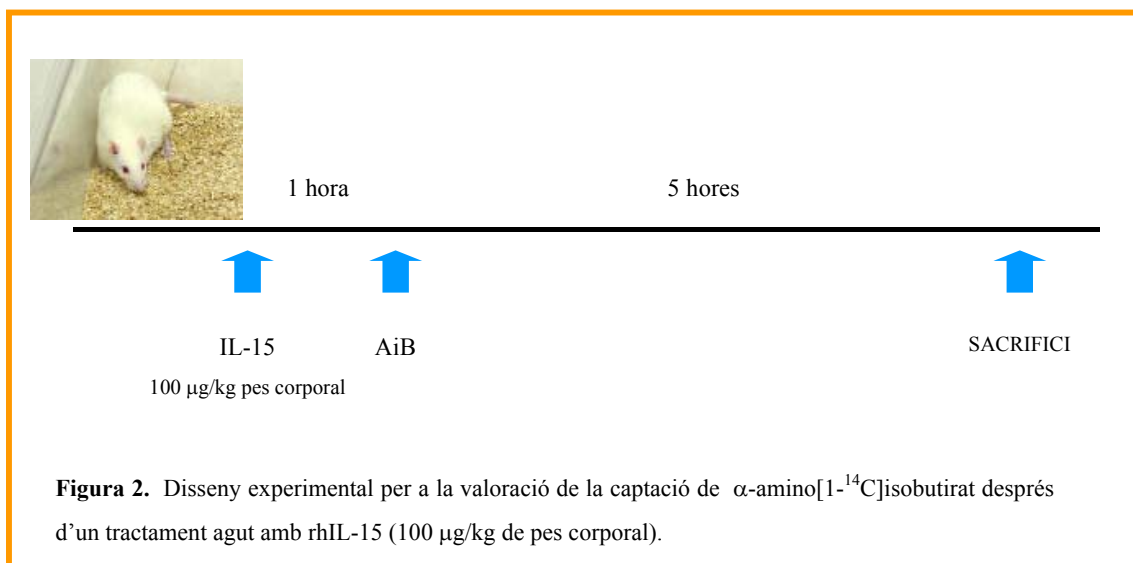 1 hora 5 hores
IL-15 AiB SACRIFICI
100 µg/kg pes corporal
Figura 2. Disseny experimental per a la valoració de la captació de α-amino[1-¹⁴C]isobutirat després
d’un tractament agut amb rhIL-15 (100 µg/kg de pes corporal).